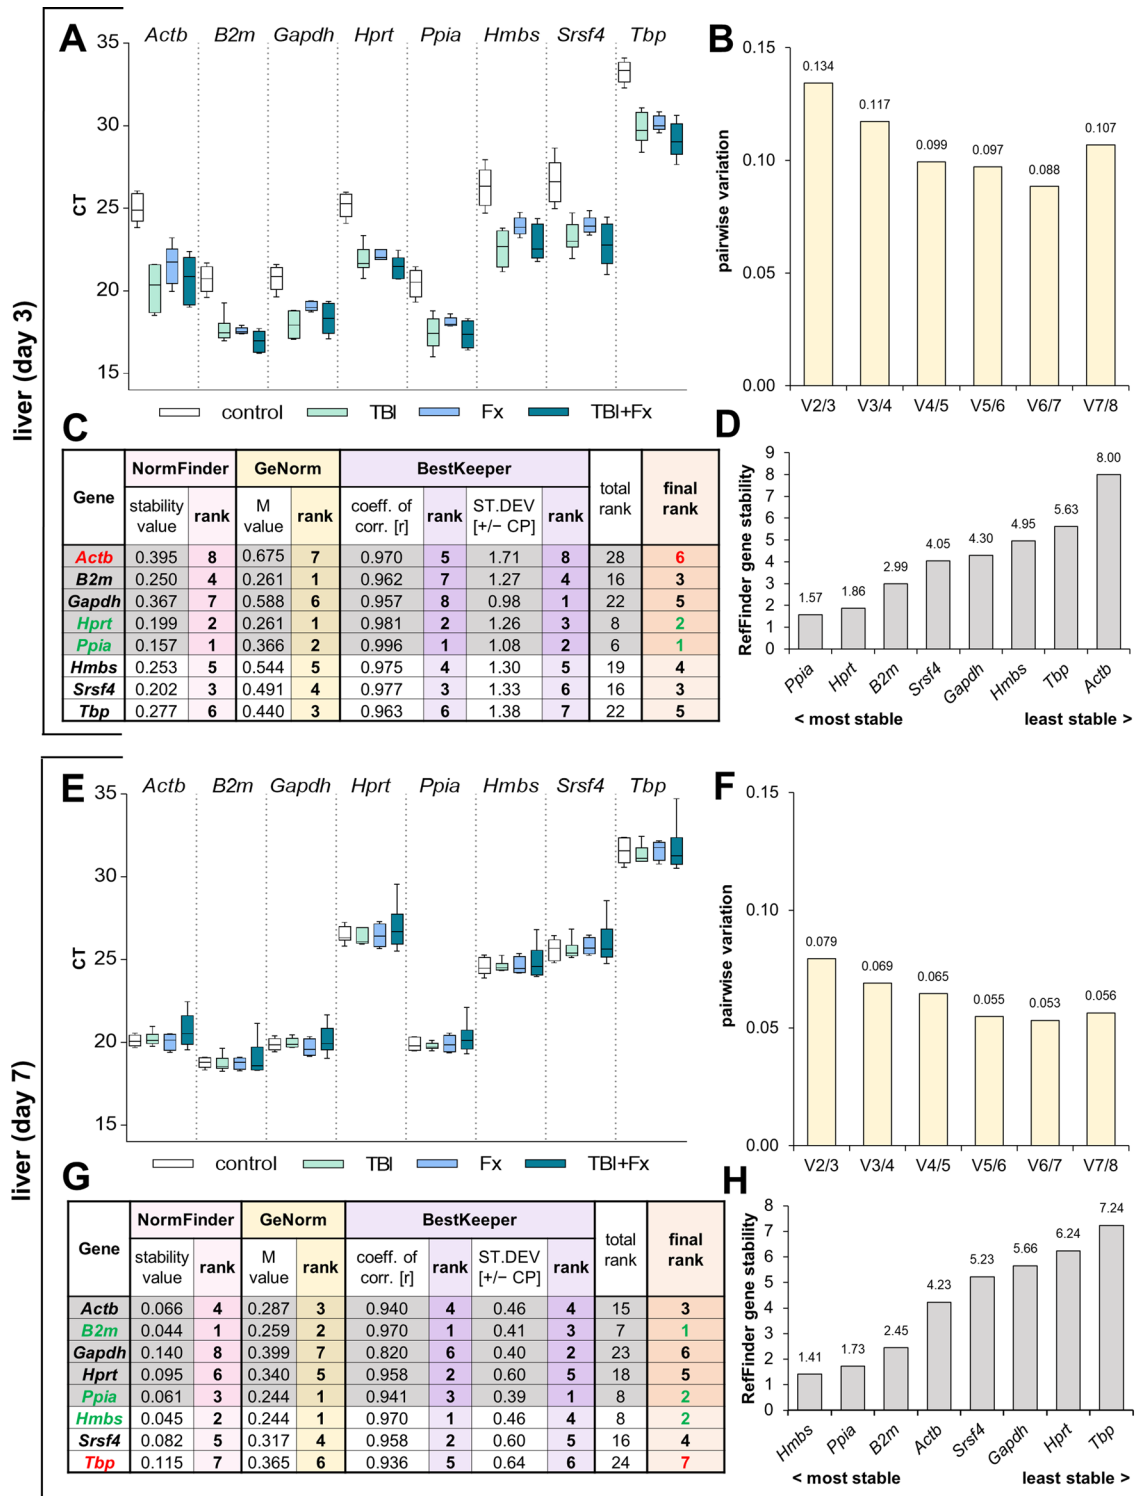 liver (day 3)
A
Actb B2m Gapdh Hprt Ppia Hmbs Srsf4 Tbp
35
30
25
20
15
CT
control TBI Fx TBI+Fx
B
0.15
0.10
0.05
0.00
pairwise variation
0.134
0.117
0.099
0.097
0.088
0.107
V2/3 V3/4 V4/5 V5/6 V6/7 V7/8
C
Gene NormFinder GeNorm BestKeeper total rank final rank
stability value rank M value rank coeff. of corr. [r] rank ST.DEV [+/− CP] rank
Actb 0.395 8 0.675 7 0.970 5 1.71 8 28 6
B2m 0.250 4 0.261 1 0.962 7 1.27 4 16 3
Gapdh 0.367 7 0.588 6 0.957 8 0.98 1 22 5
Hprt 0.199 2 0.261 1 0.981 2 1.26 3 8 2
Ppia 0.157 1 0.366 2 0.996 1 1.08 2 6 1
Hmbs 0.253 5 0.544 5 0.975 4 1.30 5 19 4
Srsf4 0.202 3 0.491 4 0.977 3 1.33 6 16 3
Tbp 0.277 6 0.440 3 0.963 6 1.38 7 22 5
D
9
8
7
6
5
4
3
2
1
0
RefFinder gene stability
1.57
1.86
2.99
4.05
4.30
4.95
5.63
8.00
Ppia Hprt B2m Srsf4 Gapdh Hmbs Tbp Actb
< most stable least stable >
liver (day 7)
E
Actb B2m Gapdh Hprt Ppia Hmbs Srsf4 Tbp
35
30
25
20
15
CT
control TBI Fx TBI+Fx
F
0.15
0.10
0.05
0.00
pairwise variation
0.079
0.069
0.065
0.055
0.053
0.056
V2/3 V3/4 V4/5 V5/6 V6/7 V7/8
G
Gene NormFinder GeNorm BestKeeper total rank final rank
stability value rank M value rank coeff. of corr. [r] rank ST.DEV [+/− CP] rank
Actb 0.066 4 0.287 3 0.940 4 0.46 4 15 3
B2m 0.044 1 0.259 2 0.970 1 0.41 3 7 1
Gapdh 0.140 8 0.399 7 0.820 6 0.40 2 23 6
Hprt 0.095 6 0.340 5 0.958 2 0.60 5 18 5
Ppia 0.061 3 0.244 1 0.941 3 0.39 1 8 2
Hmbs 0.045 2 0.244 1 0.970 1 0.46 4 8 2
Srsf4 0.082 5 0.317 4 0.958 2 0.60 5 16 4
Tbp 0.115 7 0.365 6 0.936 5 0.64 6 24 7
H
8
7
6
5
4
3
2
1
0
RefFinder gene stability
1.41
1.73
2.45
4.23
5.23
5.66
6.24
7.24
Hmbs Ppia B2m Actb Srsf4 Gapdh Hprt Tbp
< most stable least stable >